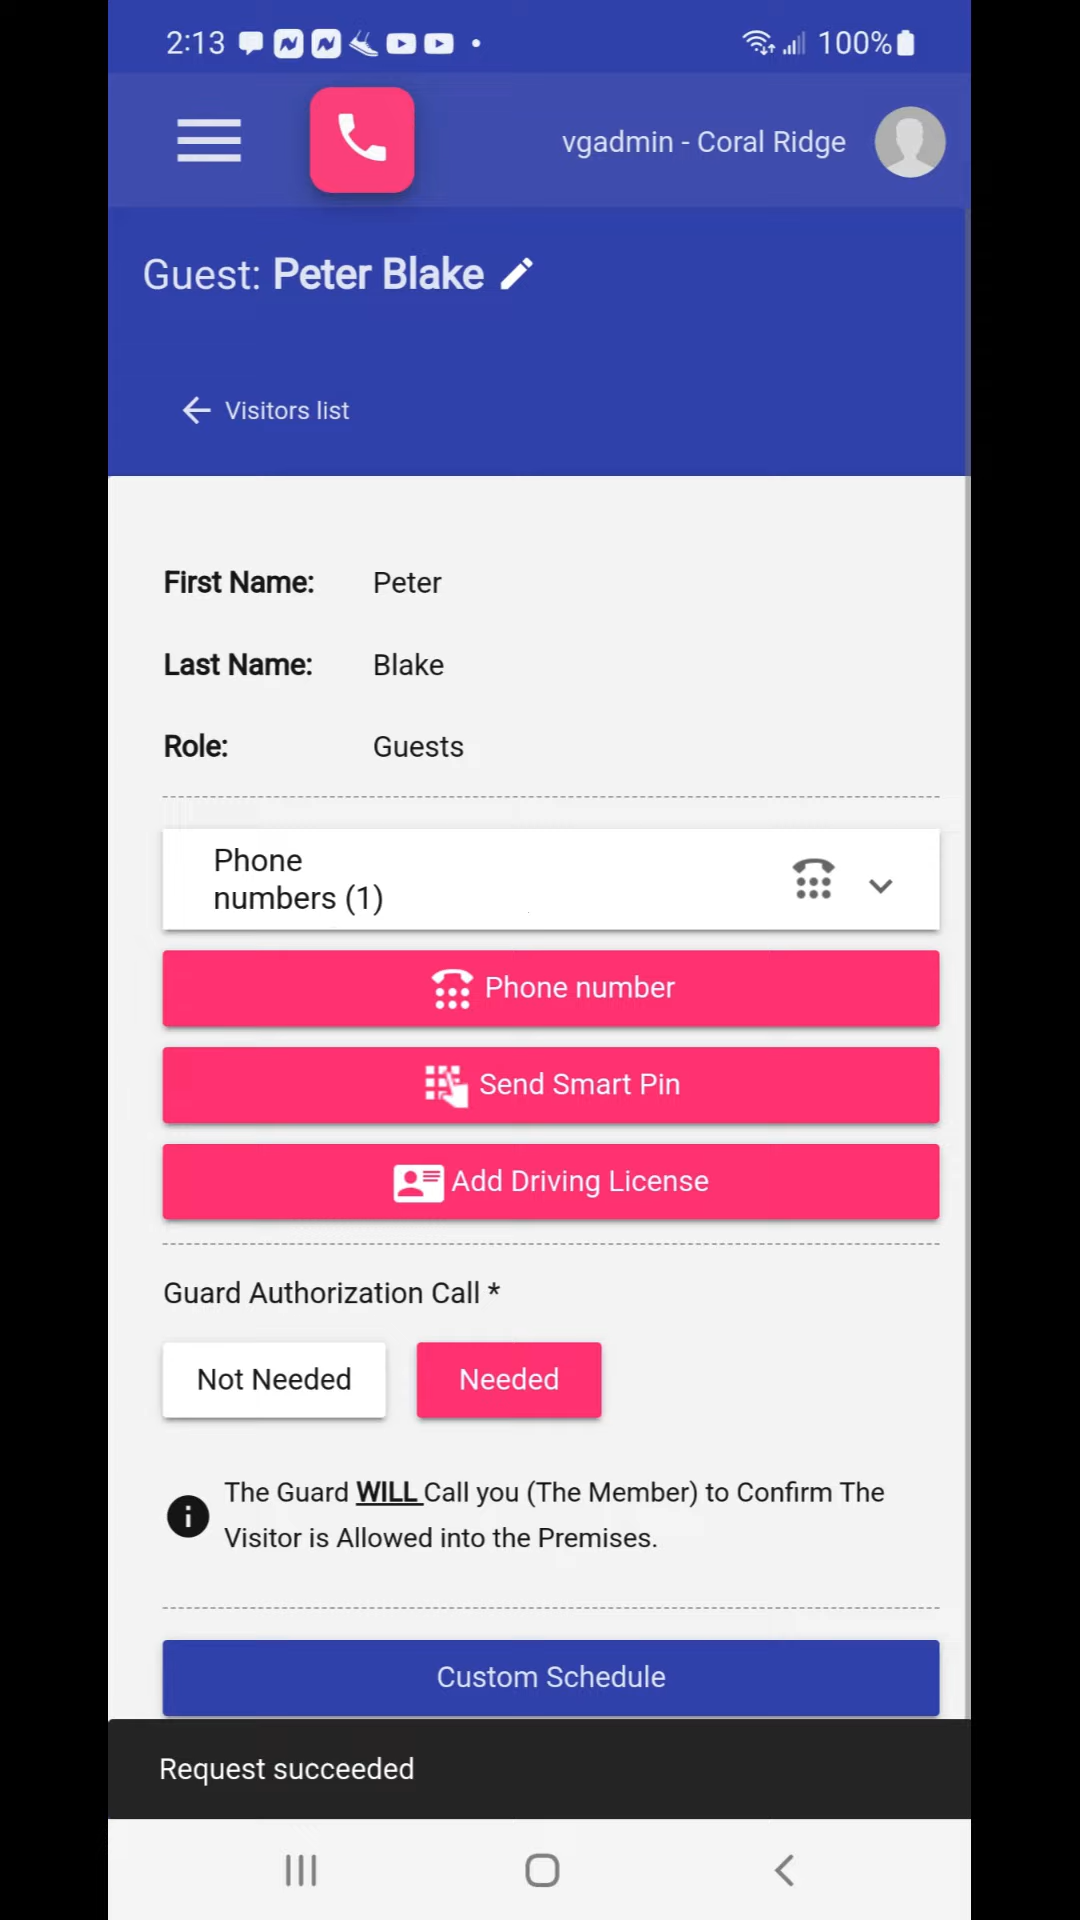 2:13
100%
vgadmin - Coral Ridge
Guest: Peter Blake
Visitors list
First Name: Peter
Last Name: Blake
Role: Guests
Phone
numbers (1)
Phone number
Send Smart Pin
Add Driving License
Guard Authorization Call *
Not Needed
Needed
The Guard WILL Call you (The Member) to Confirm The
Visitor is Allowed into the Premises.
Custom Schedule
Request succeeded